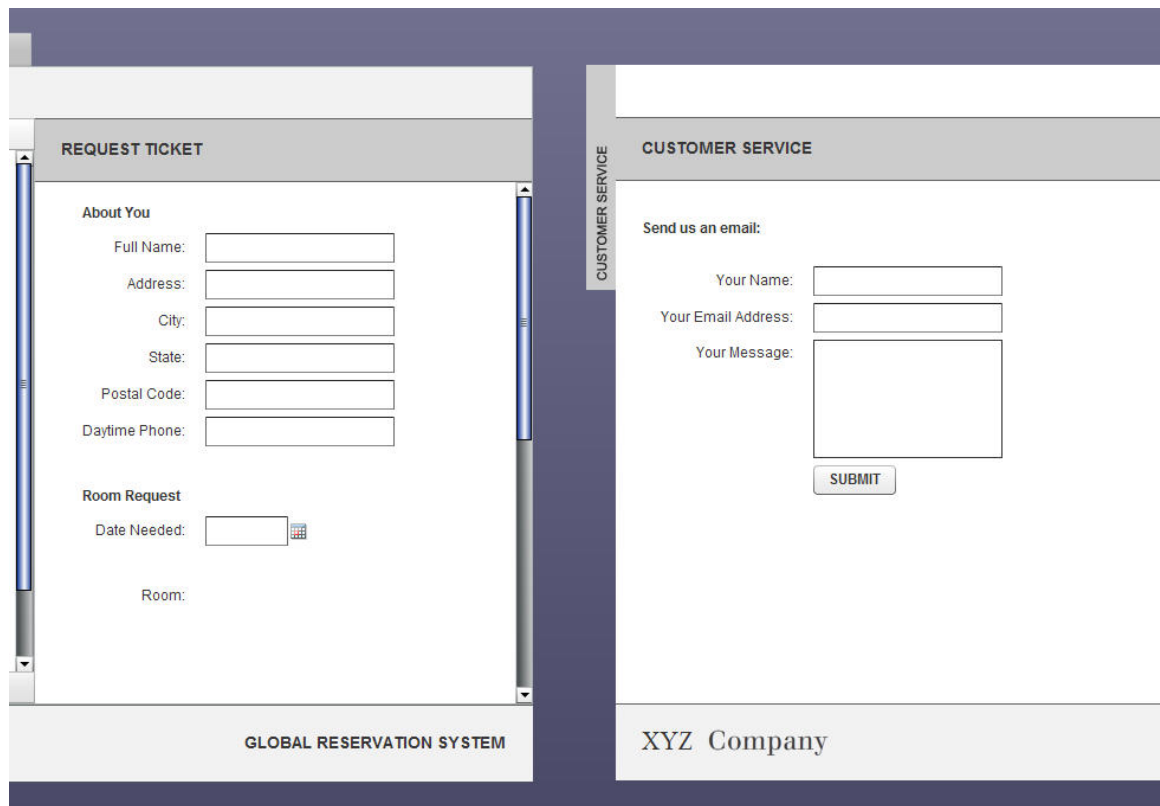 REQUEST TICKET
About You
Full Name:
Address:
City:
State:
Postal Code:
Daytime Phone:
Room Request
Date Needed:
Room:
GLOBAL RESERVATION SYSTEM
CUSTOMER SERVICE
CUSTOMER SERVICE
Send us an email:
Your Name:
Your Email Address:
Your Message:
SUBMIT
XYZ Company